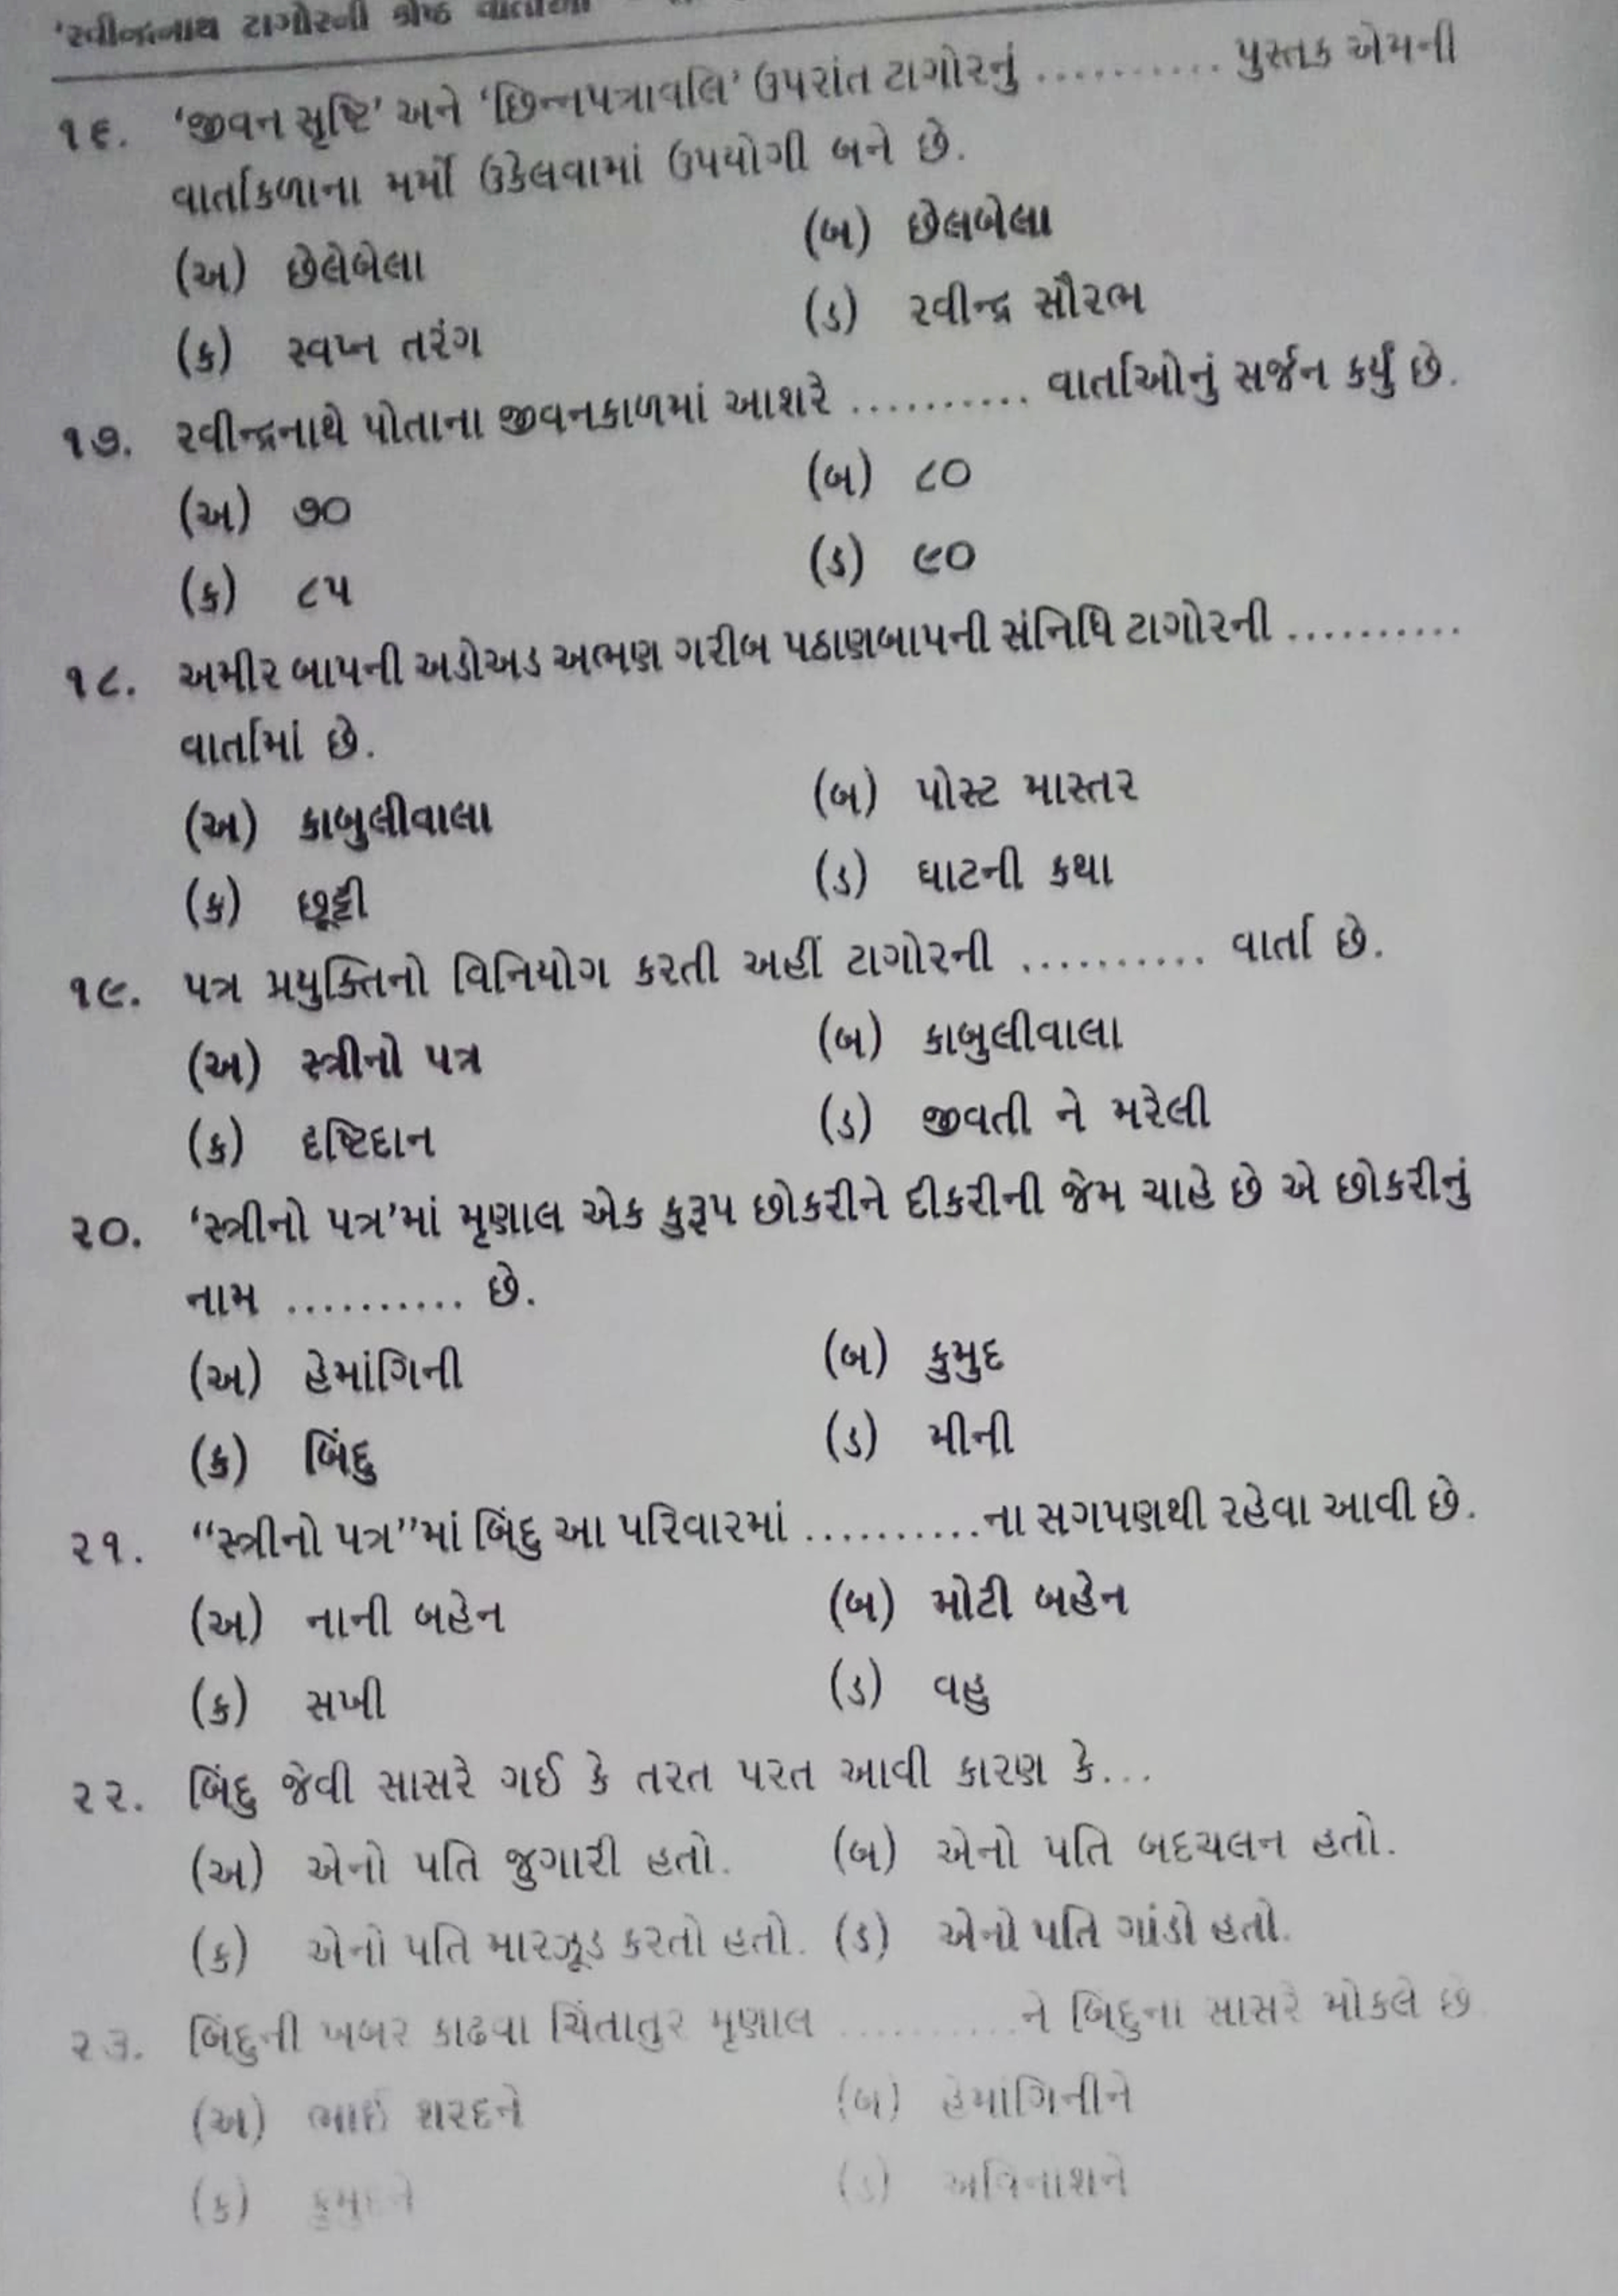 'રવીન્દ્રનાથ ટાગોરની શ્રેષ્ઠ વાર્તાઓ
૧૬. 'જીવન સૃષ્ટિ' અને 'છિન્નપત્રાવલિ' ઉપરાંત ટાગોરનું .......... પુસ્તક એમની
વાર્તાકળાના મર્મો ઉકેલવામાં ઉપયોગી બને છે.
(અ) છેલેબેલા (બ) છેલબેલા
(ક) સ્વપ્ન તરંગ (ડ) રવીન્દ્ર સૌરભ
૧૭. રવીન્દ્રનાથે પોતાના જીવનકાળમાં આશરે .......... વાર્તાઓનું સર્જન કર્યું છે.
(અ) ૭૦ (બ) ૮૦
(ક) ૮૫ (ડ) ૯૦
૧૮. અમીર બાપની અડોઅડ અભણ ગરીબ પઠાણબાપની સંનિધિ ટાગોરની ..........
વાર્તામાં છે.
(અ) કાબુલીવાલા (બ) પોસ્ટ માસ્તર
(ક) છૂટ્ટી (ડ) ઘાટની કથા
૧૯. પત્ર પ્રયુક્તિનો વિનિયોગ કરતી અહીં ટાગોરની .......... વાર્તા છે.
(અ) સ્ત્રીનો પત્ર (બ) કાબુલીવાલા
(ક) દૃષ્ટિદાન (ડ) જીવતી ને મરેલી
૨૦. 'સ્ત્રીનો પત્ર'માં મૃણાલ એક કુરૂપ છોકરીને દીકરીની જેમ ચાહે છે એ છોકરીનું
નામ .......... છે.
(અ) હેમાંગિની (બ) કુમુદ
(ક) બિંદુ (ડ) મીની
૨૧. "સ્ત્રીનો પત્ર"માં બિંદુ આ પરિવારમાં ..........ના સગપણથી રહેવા આવી છે.
(અ) નાની બહેન (બ) મોટી બહેન
(ક) સખી (ડ) વહુ
૨૨. બિંદુ જેવી સાસરે ગઈ કે તરત પરત આવી કારણ કે...
(અ) એનો પતિ જુગારી હતો. (બ) એનો પતિ બદચલન હતો.
(ક) એનો પતિ મારઝૂડ કરતો હતો. (ડ) એનો પતિ ગાંડો હતો.
૨૩. બિંદુની ખબર કાઢવા ચિંતાતુર મૃણાલ ..........ને બિંદુના સાસરે મોકલે છે
(અ) ભાઈ શરદને (બ) હેમાંગિનીને
(ક) કુમુદને (ડ) અવિનાશને